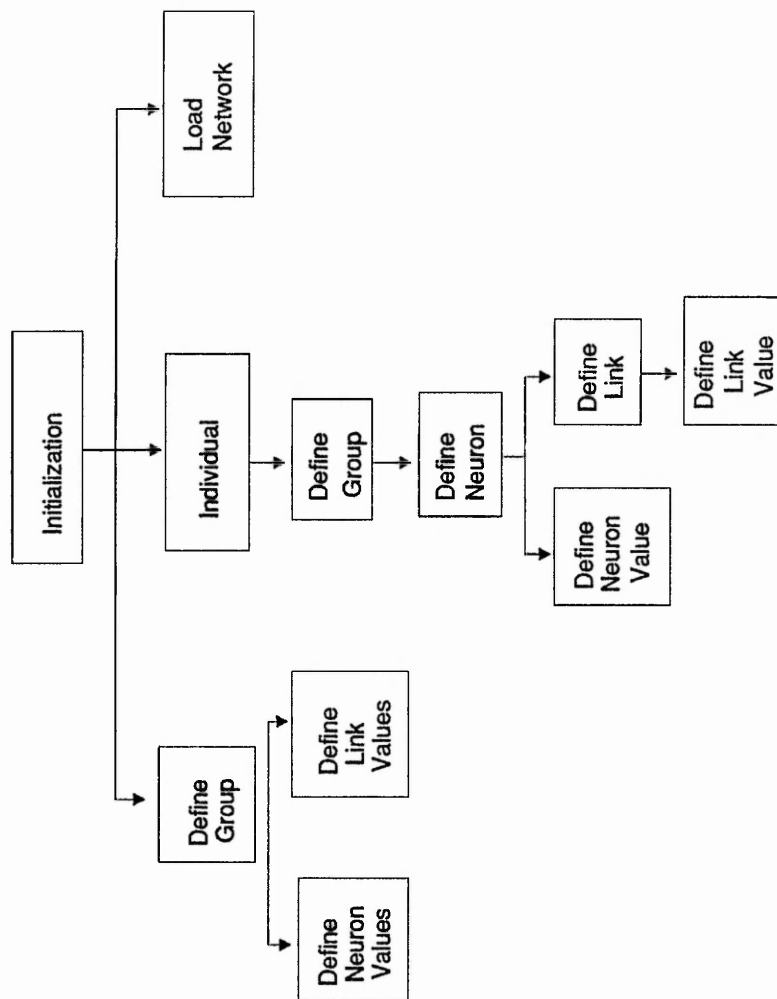 Initialization
Define
Group
Individual
Load
Network
Define
Neuron
Values
Define
Link
Values
Define
Group
Define
Neuron
Define
Neuron
Value
Define
Link
Define
Link
Value